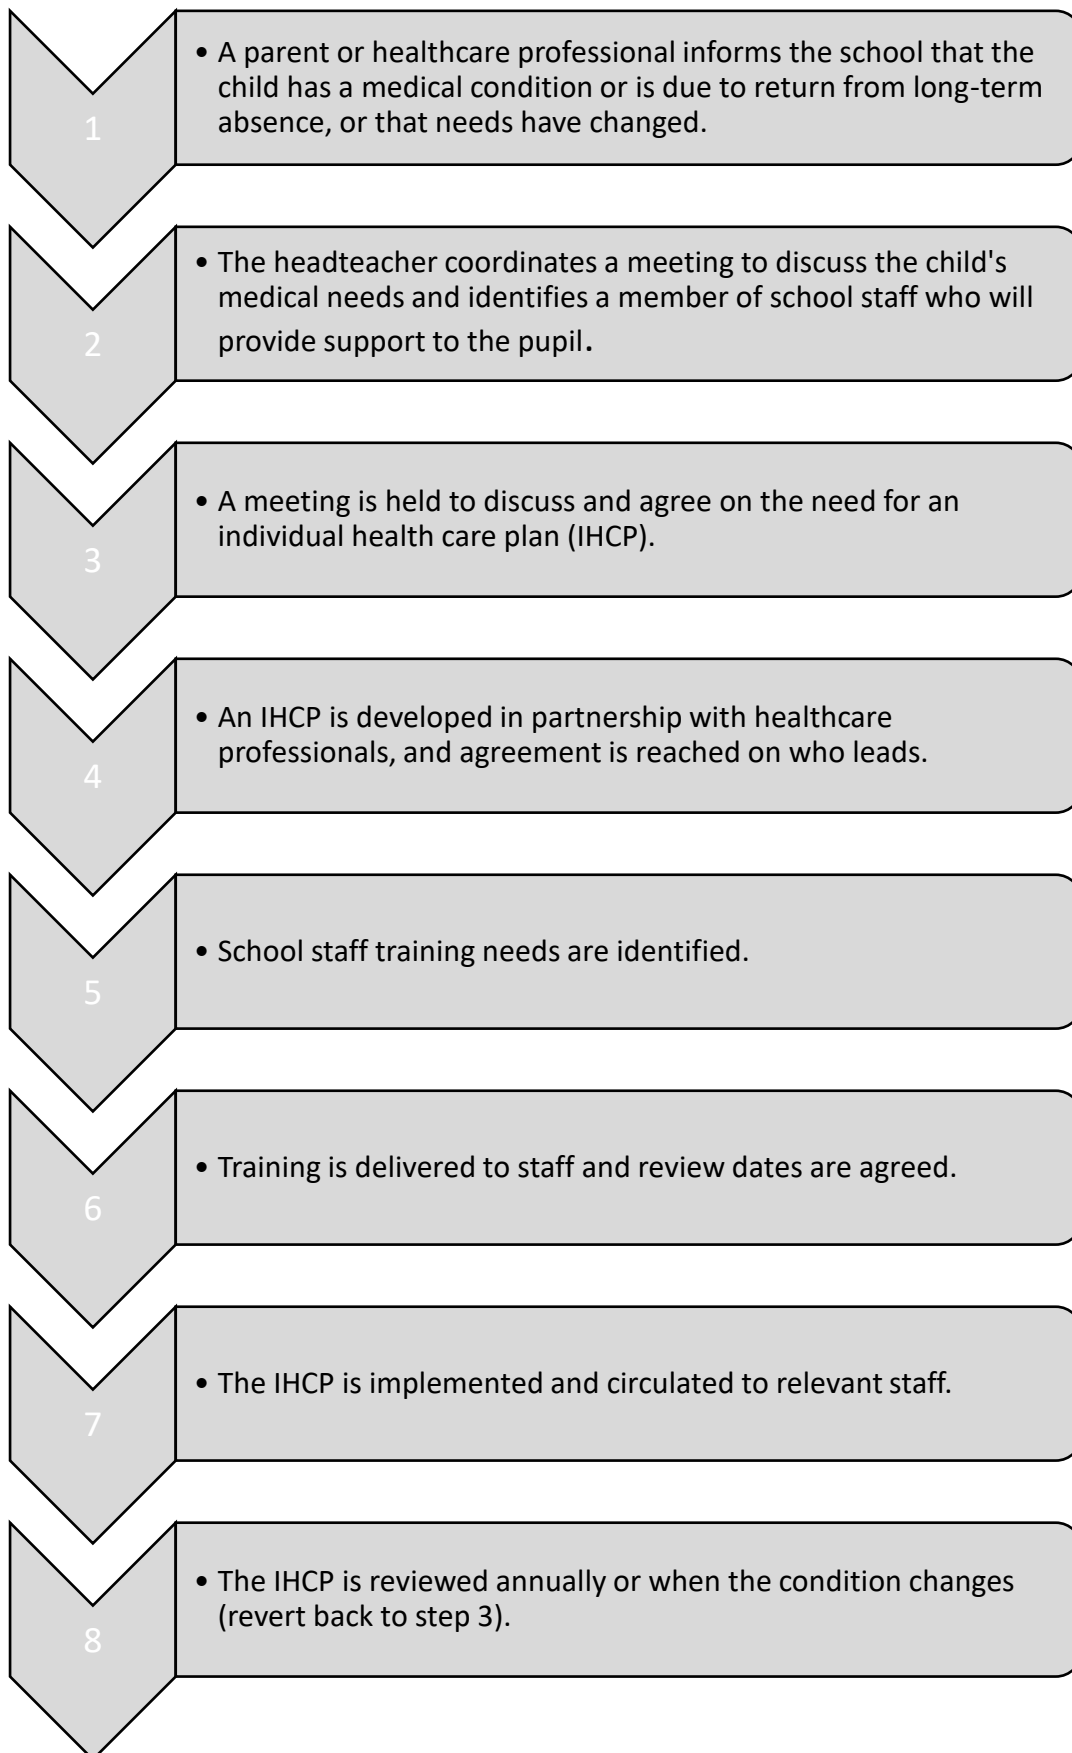 1
• A parent or healthcare professional informs the school that the
child has a medical condition or is due to return from long-term
absence, or that needs have changed.
2
• The headteacher coordinates a meeting to discuss the child's
medical needs and identifies a member of school staff who will
provide support to the pupil.
3
• A meeting is held to discuss and agree on the need for an
individual health care plan (IHCP).
4
• An IHCP is developed in partnership with healthcare
professionals, and agreement is reached on who leads.
5
• School staff training needs are identified.
6
• Training is delivered to staff and review dates are agreed.
7
• The IHCP is implemented and circulated to relevant staff.
8
• The IHCP is reviewed annually or when the condition changes
(revert back to step 3).